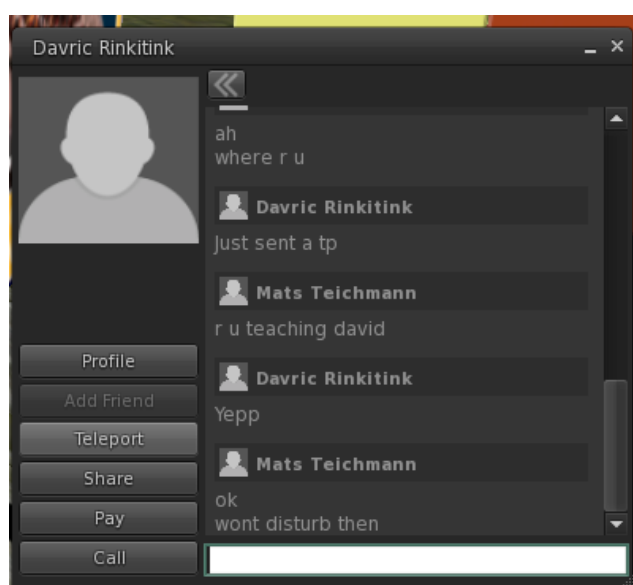 Davric Rinkitink
ah
where r u
Davric Rinkitink
Just sent a tp
Mats Teichmann
r u teaching david
Davric Rinkitink
Yepp
Mats Teichmann
ok
wont disturb then
Profile
Add Friend
Teleport
Share
Pay
Call